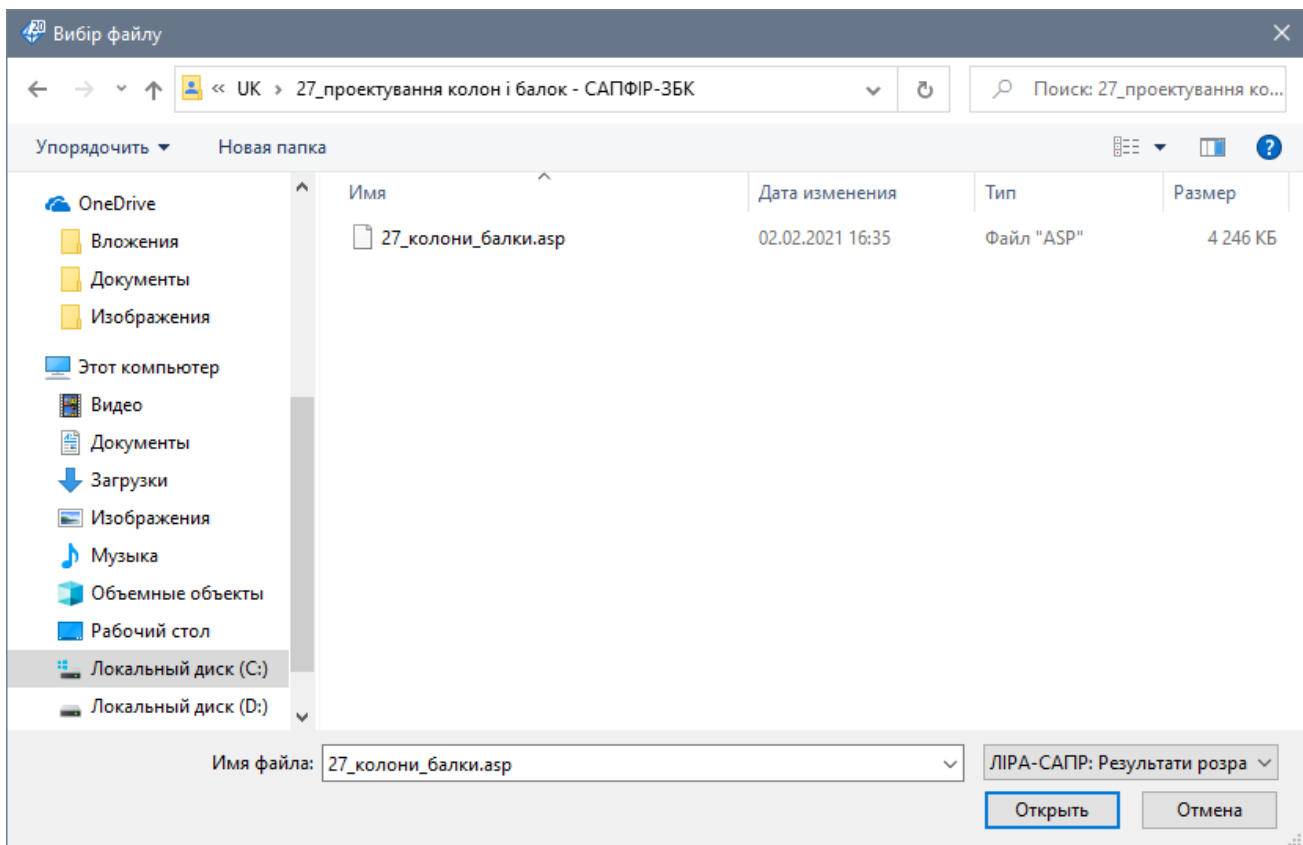 20 Вибір файлу
« UK › 27_проектування колон і балок - САПФІР-ЗБК
Поиск: 27_проектування ко...
Упорядочить Новая папка
OneDrive
Вложения
Документы
Изображения
Этот компьютер
Видео
Документы
Загрузки
Изображения
Музыка
Объемные объекты
Рабочий стол
Локальный диск (C:)
Локальный диск (D:)
Имя Дата изменения Тип Размер
27_колони_балки.asp 02.02.2021 16:35 Файл "ASP" 4 246 КБ
Имя файла: 27_колони_балки.asp ЛІРА-САПР: Результати розра
Открыть Отмена